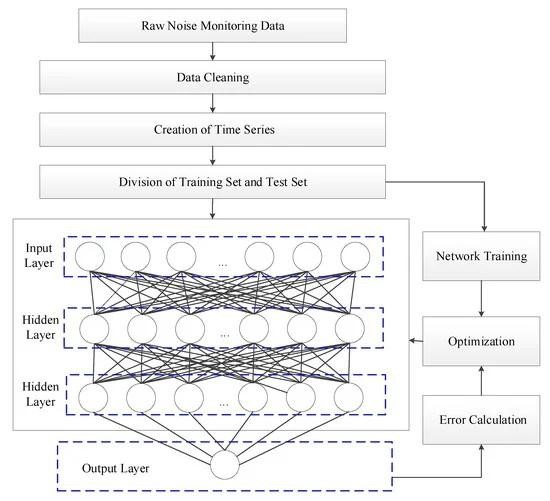 Raw Noise Monitoring Data
Data Cleaning
Creation of Time Series
Division of Training Set and Test Set
Input
Layer
...
Network Training
Hidden
Layer
...
Optimization
Hidden
Layer
...
Error Calculation
Output Layer